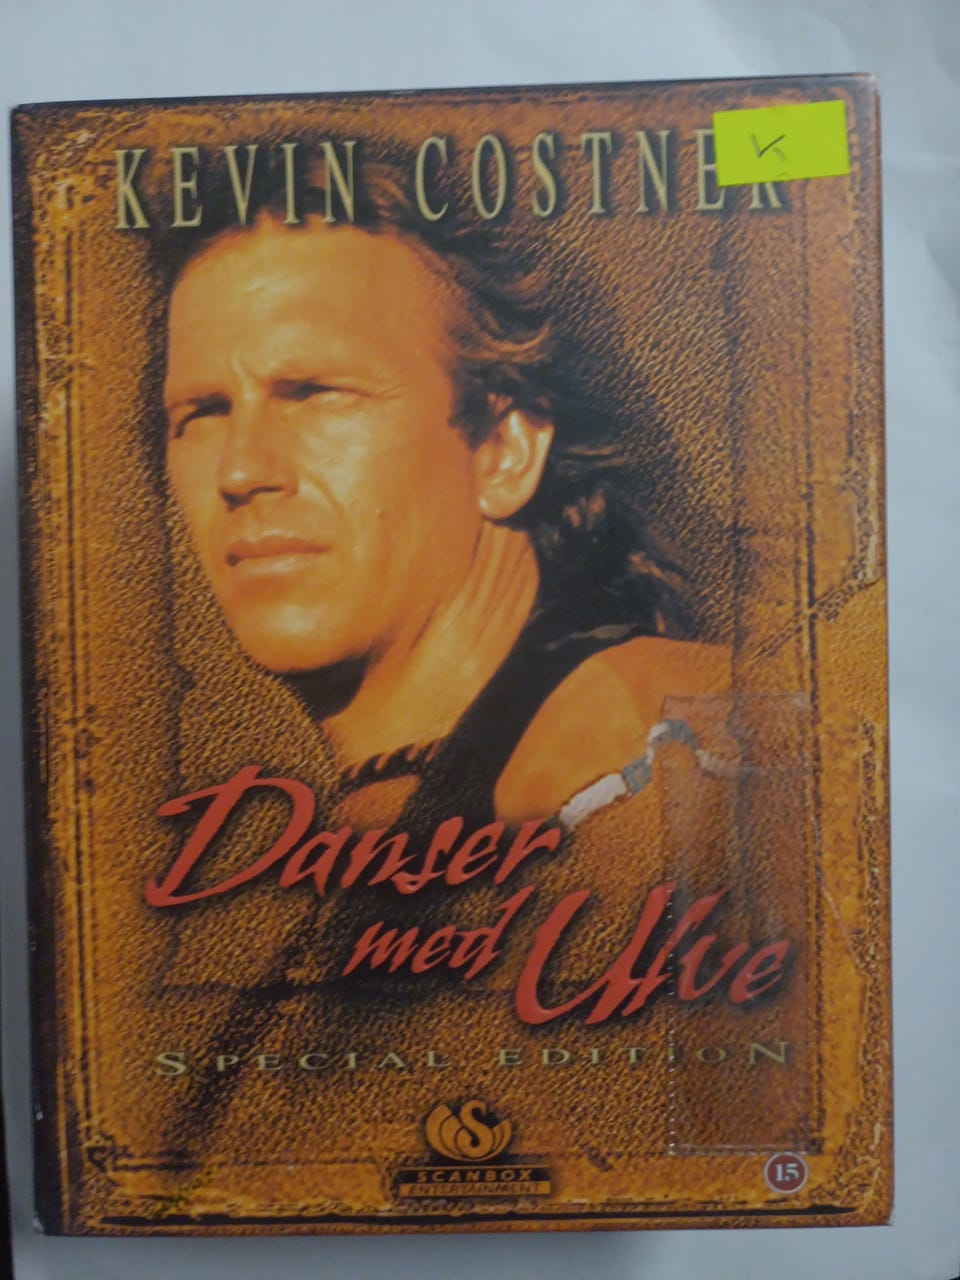 KEVIN COSTNER
Danser
med Ulve
SPECIAL EDITION
S
SCANBOX
ENTERTAINMENT
15